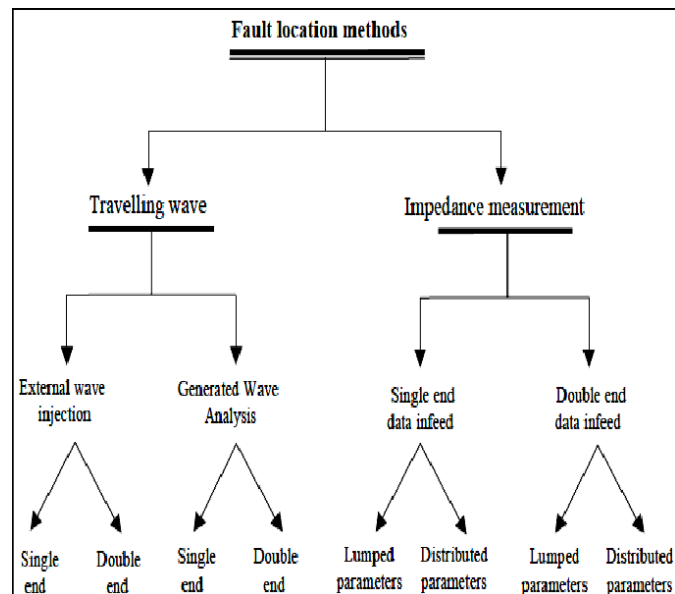 Fault location methods
Travelling wave
Impedance measurement
External wave
injection
Generated Wave
Analysis
Single end
data infeed
Double end
data infeed
Single
end
Double
end
Single
end
Double
end
Lumped
parameters
Distributed
parameters
Lumped
parameters
Distributed
parameters